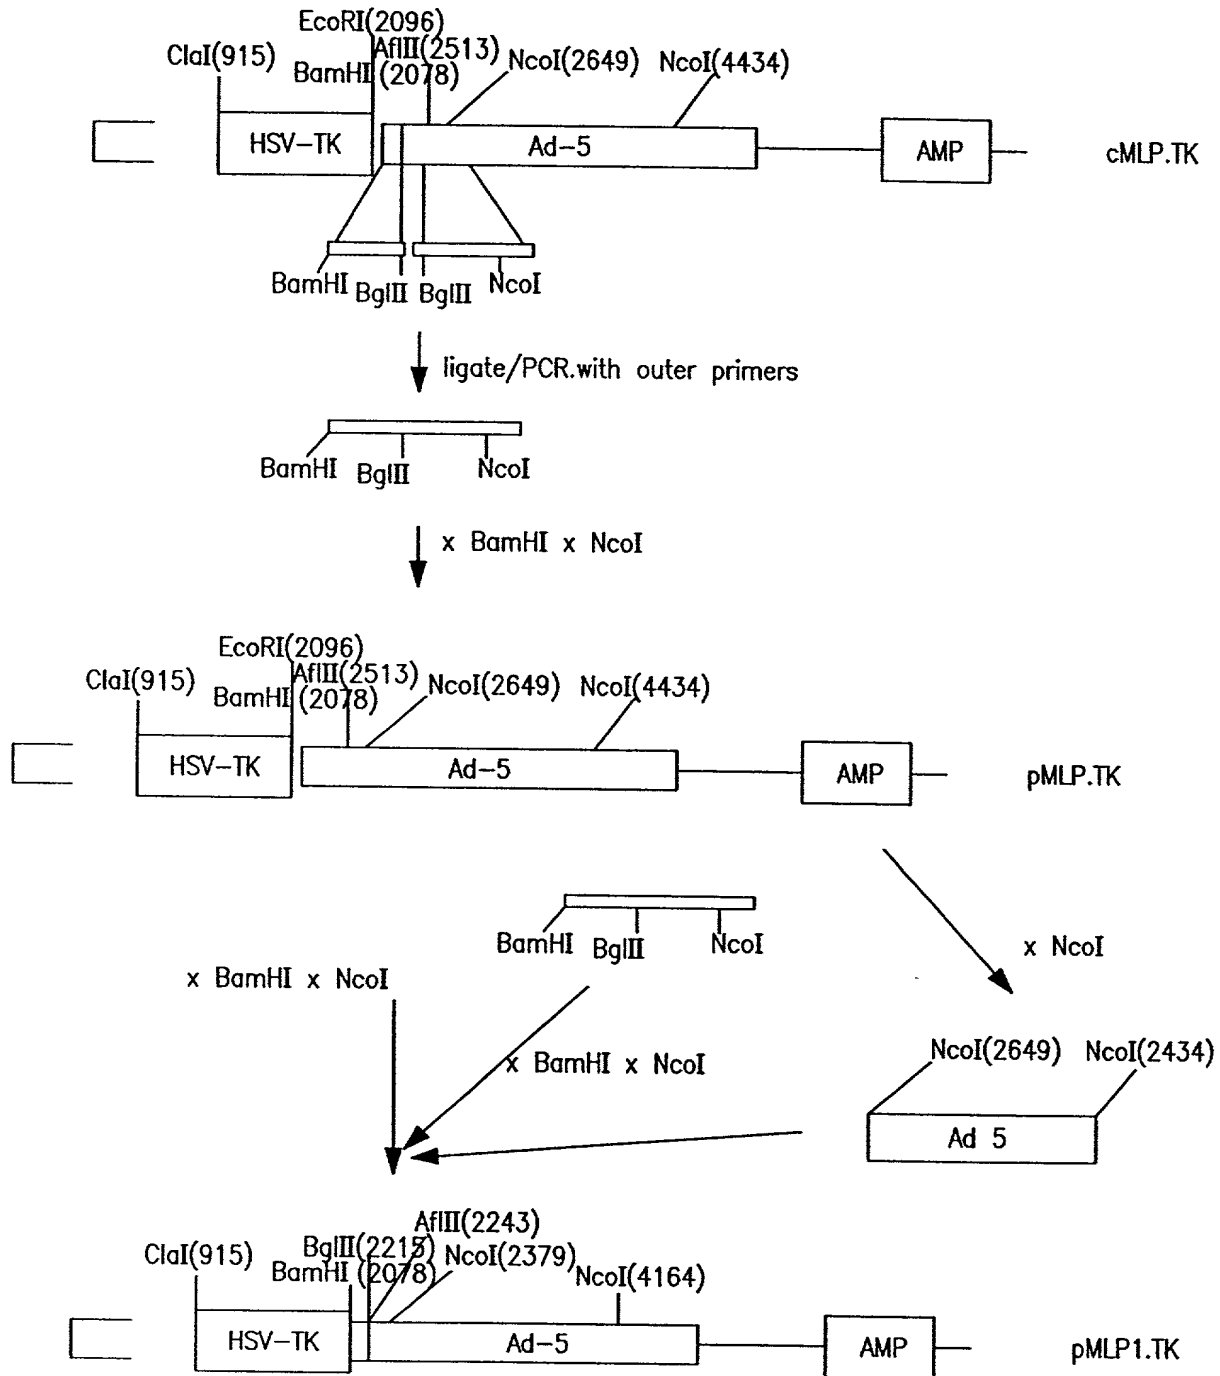 EcoRI(2096)
ClaI(915)
AflII(2513)
BamHI (2078)
NcoI(2649)
NcoI(4434)
HSV-TK
Ad-5
AMP
cMLP.TK
BamHI
BglII
BglII
NcoI
ligate/PCR.with outer primers
BamHI
BglII
NcoI
x BamHI x NcoI
EcoRI(2096)
ClaI(915)
AflII(2513)
BamHI (2078)
NcoI(2649)
NcoI(4434)
HSV-TK
Ad-5
AMP
pMLP.TK
BamHI
BglII
NcoI
x NcoI
x BamHI x NcoI
x BamHI x NcoI
NcoI(2649)
NcoI(2434)
Ad 5
AflII(2243)
ClaI(915)
BglII(2215)
NcoI(2379)
BamHI (2078)
NcoI(4164)
HSV-TK
Ad-5
AMP
pMLP1.TK